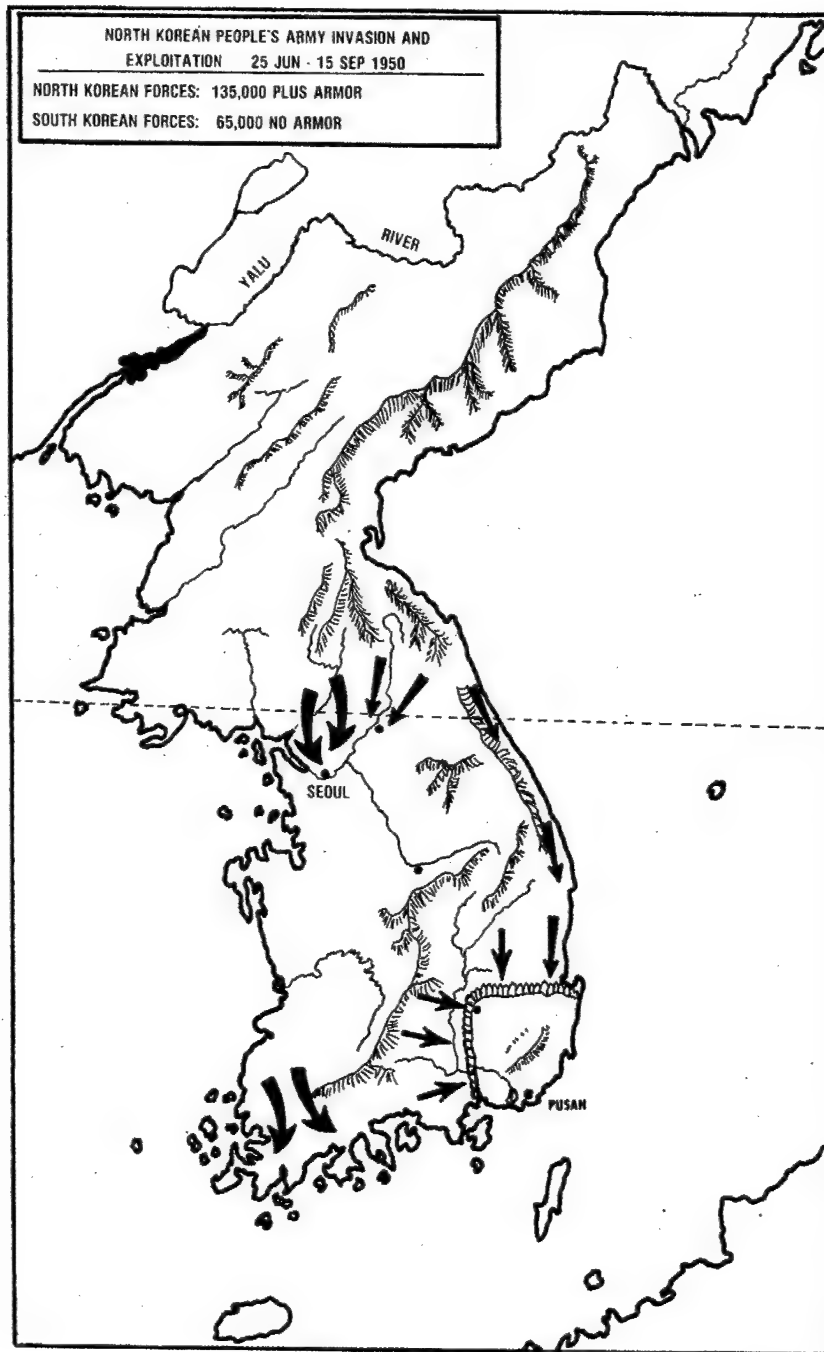 NORTH KOREAN PEOPLE'S ARMY INVASION AND
EXPLOITATION 25 JUN - 15 SEP 1950
NORTH KOREAN FORCES: 135,000 PLUS ARMOR
SOUTH KOREAN FORCES: 65,000 NO ARMOR
YALU RIVER
SEOUL
PUSAN